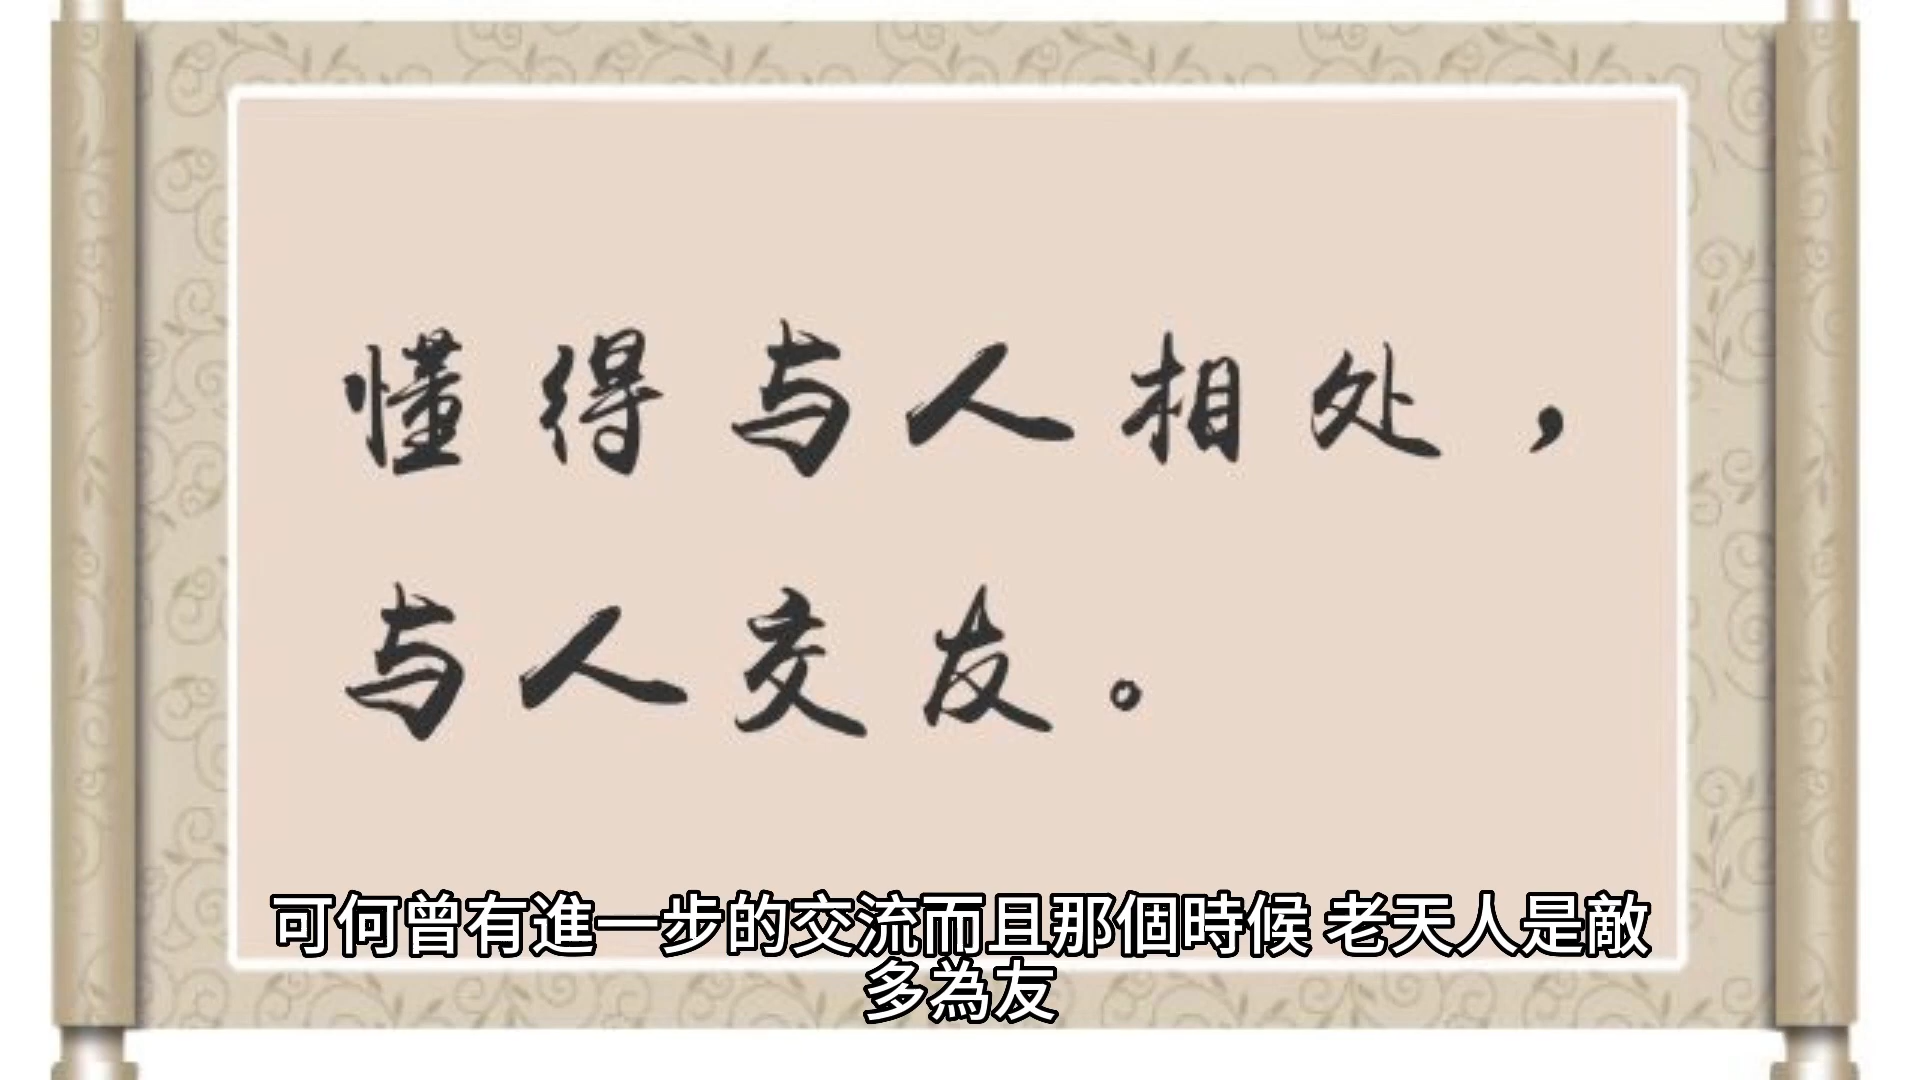 懂得与人相处，
与人交友。
可何曾有進一步的交流而且那個時候 老天人是敵
多為友